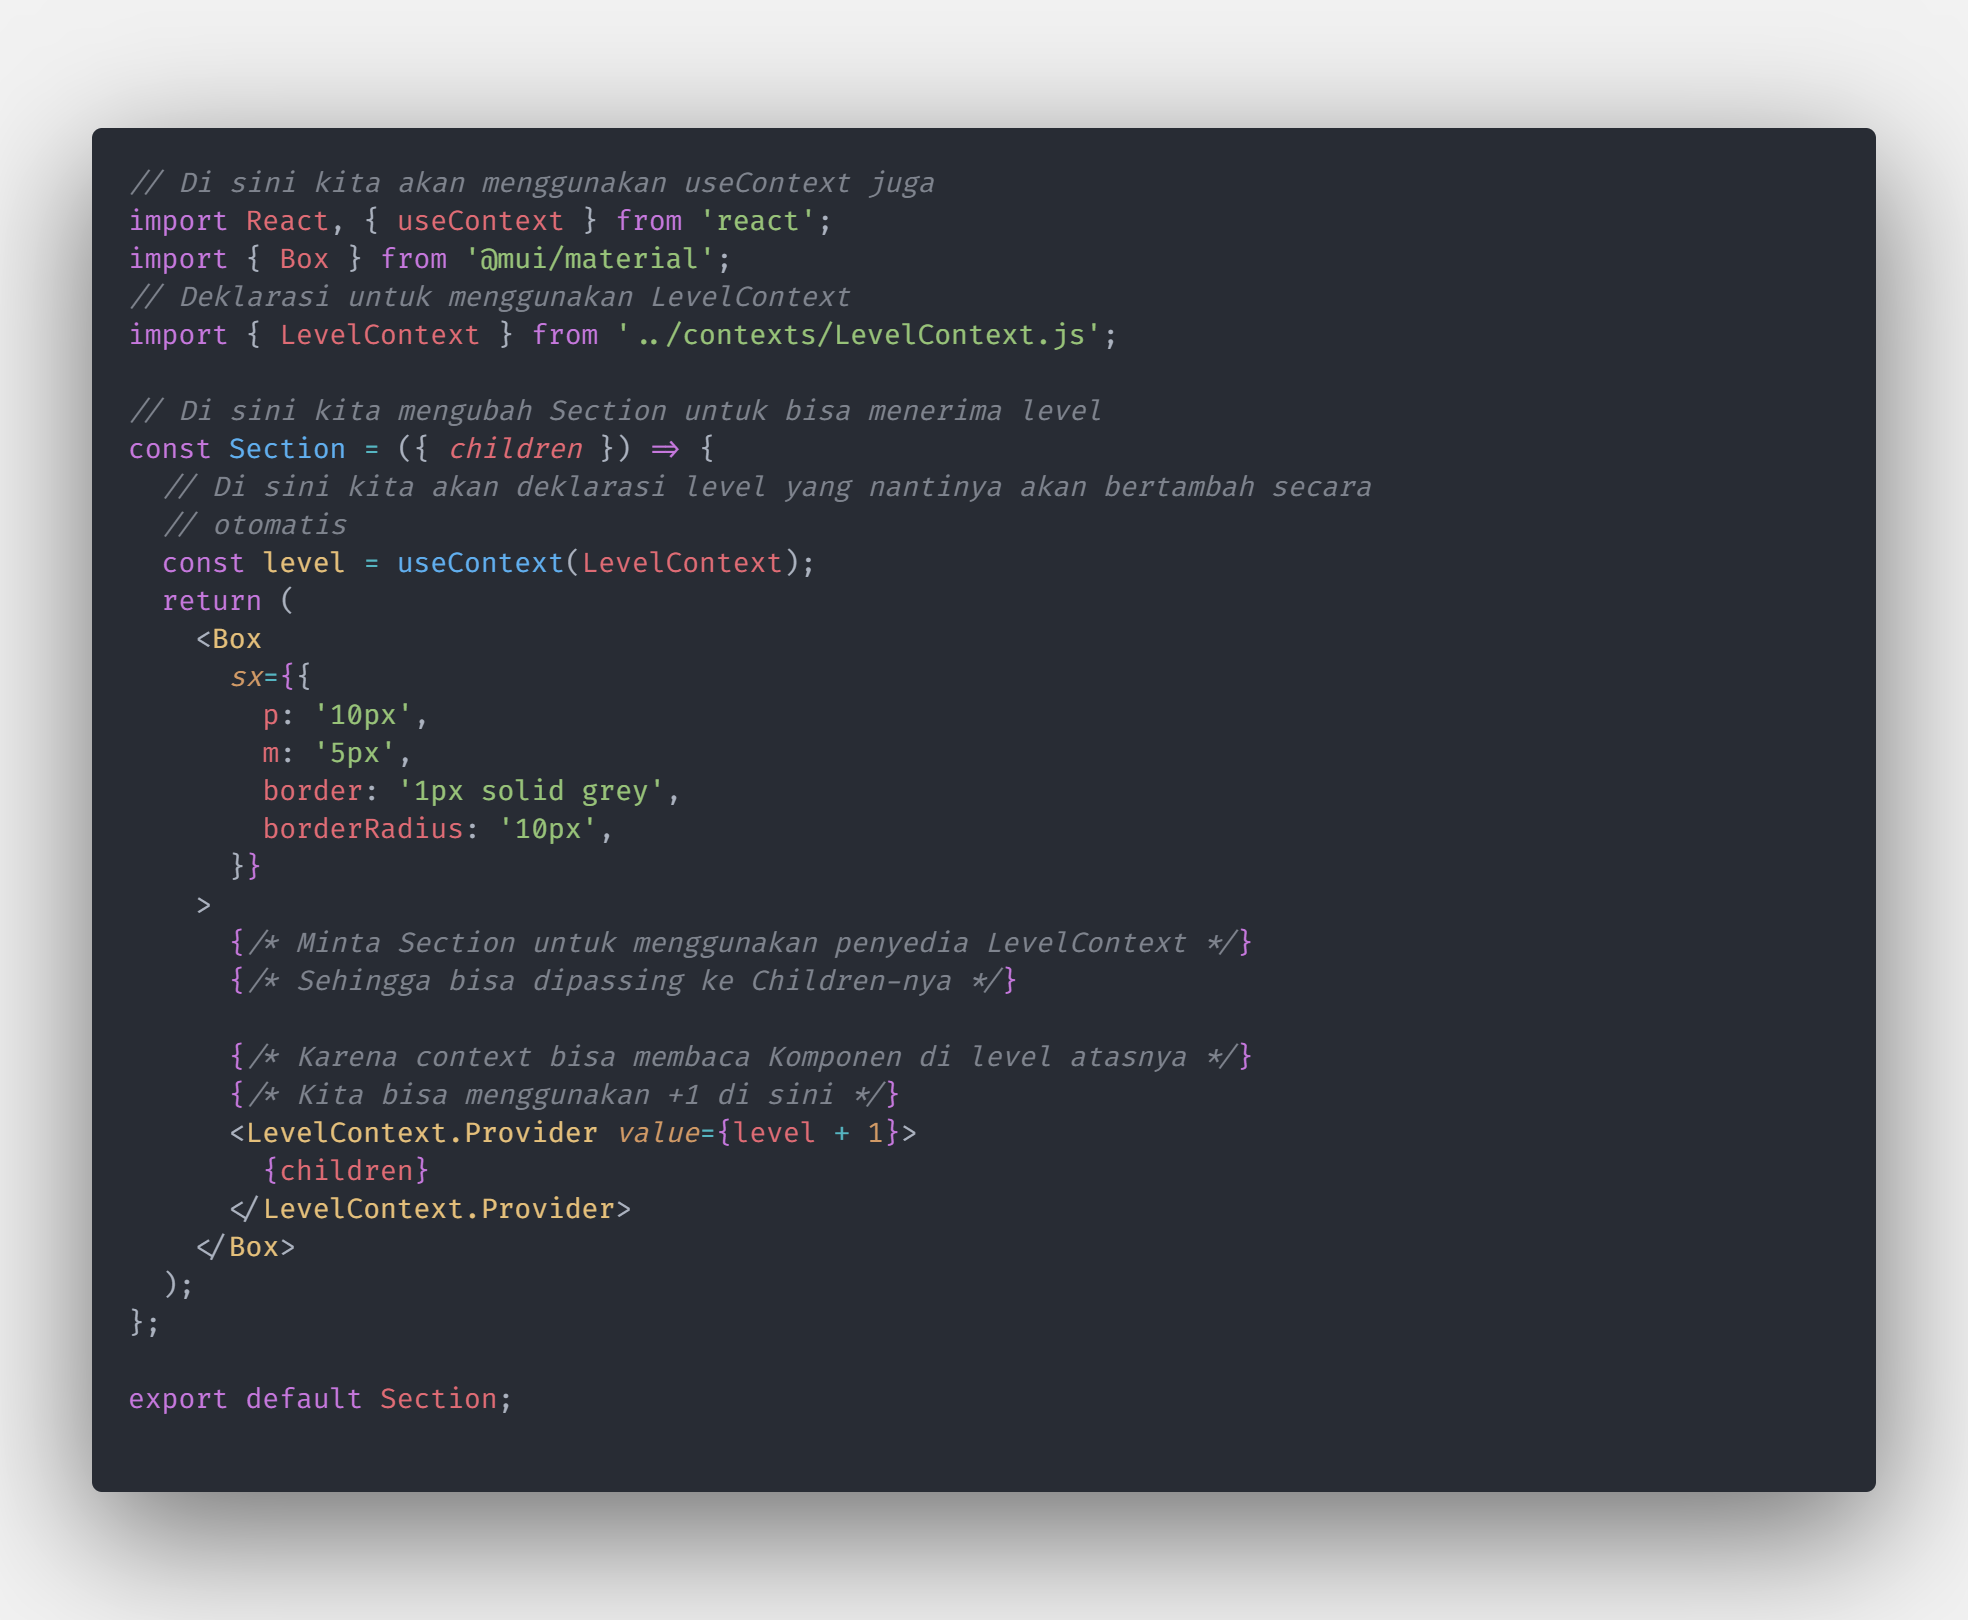 // Di sini kita akan menggunakan useContext juga
import React, { useContext } from 'react';
import { Box } from '@mui/material';
// Deklarasi untuk menggunakan LevelContext
import { LevelContext } from '../contexts/LevelContext.js';

// Di sini kita mengubah Section untuk bisa menerima level
const Section = ({ children }) => {
  // Di sini kita akan deklarasi level yang nantinya akan bertambah secara
  // otomatis
  const level = useContext(LevelContext);
  return (
    <Box
      sx={{
        p: '10px',
        m: '5px',
        border: '1px solid grey',
        borderRadius: '10px',
      }}
    >
      {/* Minta Section untuk menggunakan penyedia LevelContext */}
      {/* Sehingga bisa dipassing ke Children-nya */}

      {/* Karena context bisa membaca Komponen di level atasnya */}
      {/* Kita bisa menggunakan +1 di sini */}
      <LevelContext.Provider value={level + 1}>
        {children}
      </LevelContext.Provider>
    </Box>
  );
};

export default Section;